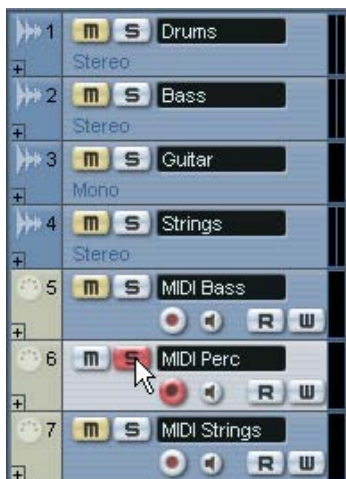 1 m S Drums
+ Stereo
2 m S Bass
+ Stereo
3 m S Guitar
+ Mono
4 m S Strings
+ Stereo
5 m S MIDI Bass
+ R W
6 m S MIDI Perc
+ R W
7 m S MIDI Strings
+ R W